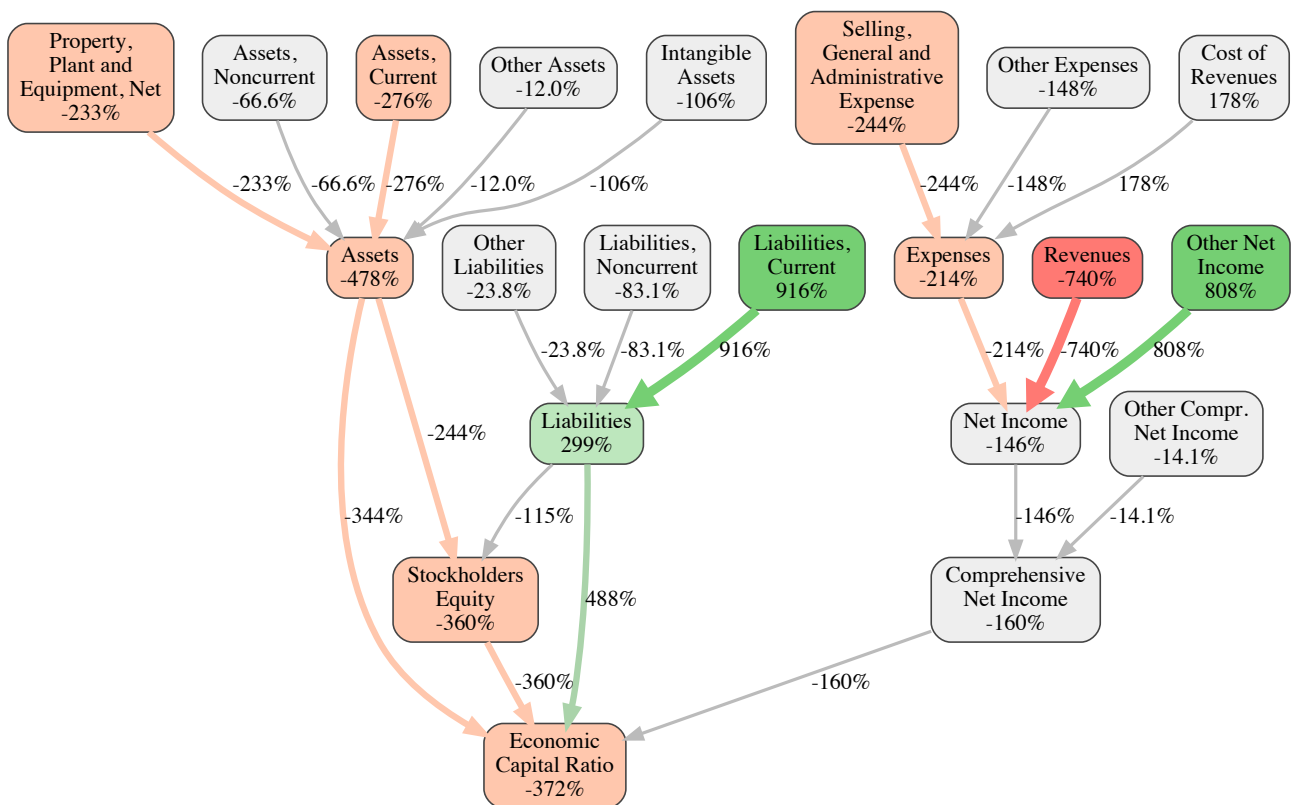 Property,
Plant and
Equipment, Net
-233%
Assets,
Noncurrent
-66.6%
Assets,
Current
-276%
Other Assets
-12.0%
Intangible
Assets
-106%
Selling,
General and
Administrative
Expense
-244%
Other Expenses
-148%
Cost of
Revenues
178%
-233%
-66.6%
-276%
-12.0%
-106%
-244%
-148%
178%
Assets
-478%
Other
Liabilities
-23.8%
Liabilities,
Noncurrent
-83.1%
Liabilities,
Current
916%
Expenses
-214%
Revenues
-740%
Other Net
Income
808%
-23.8%
-83.1%
916%
-214%
-740%
808%
Liabilities
299%
Net Income
-146%
Other Compr.
Net Income
-14.1%
-244%
-344%
-115%
-146%
-14.1%
Stockholders
Equity
-360%
488%
Comprehensive
Net Income
-160%
-360%
-160%
Economic
Capital Ratio
-372%